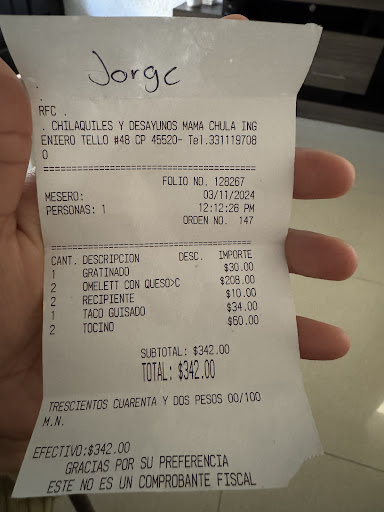 Jorge
RFC .
. CHILAQUILES Y DESAYUNOS MAMA CHULA ING
ENIERO TELLO #48 CP 45520- Tel.331119708
0
========================================
FOLIO NO. 128267
MESERO: 03/11/2024
PERSONAS: 1 12:12:26 PM
ORDEN NO. 147
========================================
CANT. DESCRIPCION DESC. IMPORTE
1 GRATINADO $30.00
2 OMELETT CON QUESO>C $208.00
2 RECIPIENTE $10.00
1 TACO GUISADO $34.00
2 TOCINO $60.00
SUBTOTAL: $342.00
TOTAL: $342.00
TRESCIENTOS CUARENTA Y DOS PESOS 00/100
M.N.
EFECTIVO:$342.00
GRACIAS POR SU PREFERENCIA
ESTE NO ES UN COMPROBANTE FISCAL